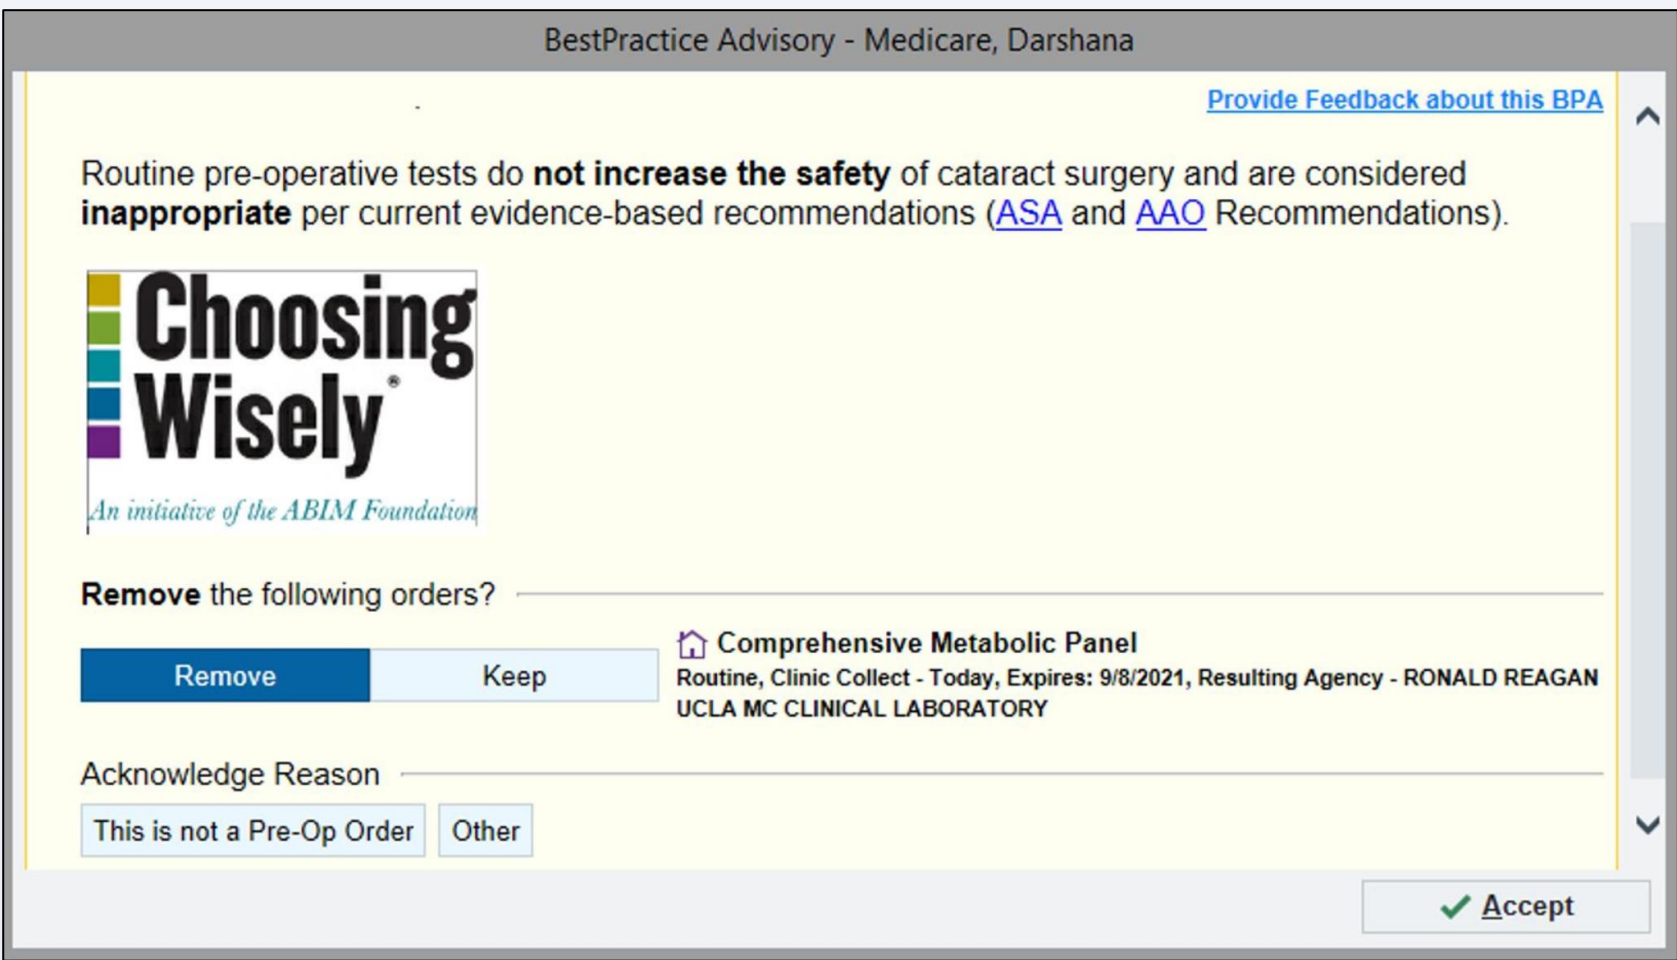 BestPractice Advisory - Medicare, Darshana
Provide Feedback about this BPA
Routine pre-operative tests do not increase the safety of cataract surgery and are considered
inappropriate per current evidence-based recommendations (ASA and AAO Recommendations).
Choosing
Wisely®
An initiative of the ABIM Foundation
Remove the following orders?
Remove
Keep
Comprehensive Metabolic Panel
Routine, Clinic Collect - Today, Expires: 9/8/2021, Resulting Agency - RONALD REAGAN
UCLA MC CLINICAL LABORATORY
Acknowledge Reason
This is not a Pre-Op Order
Other
Accept